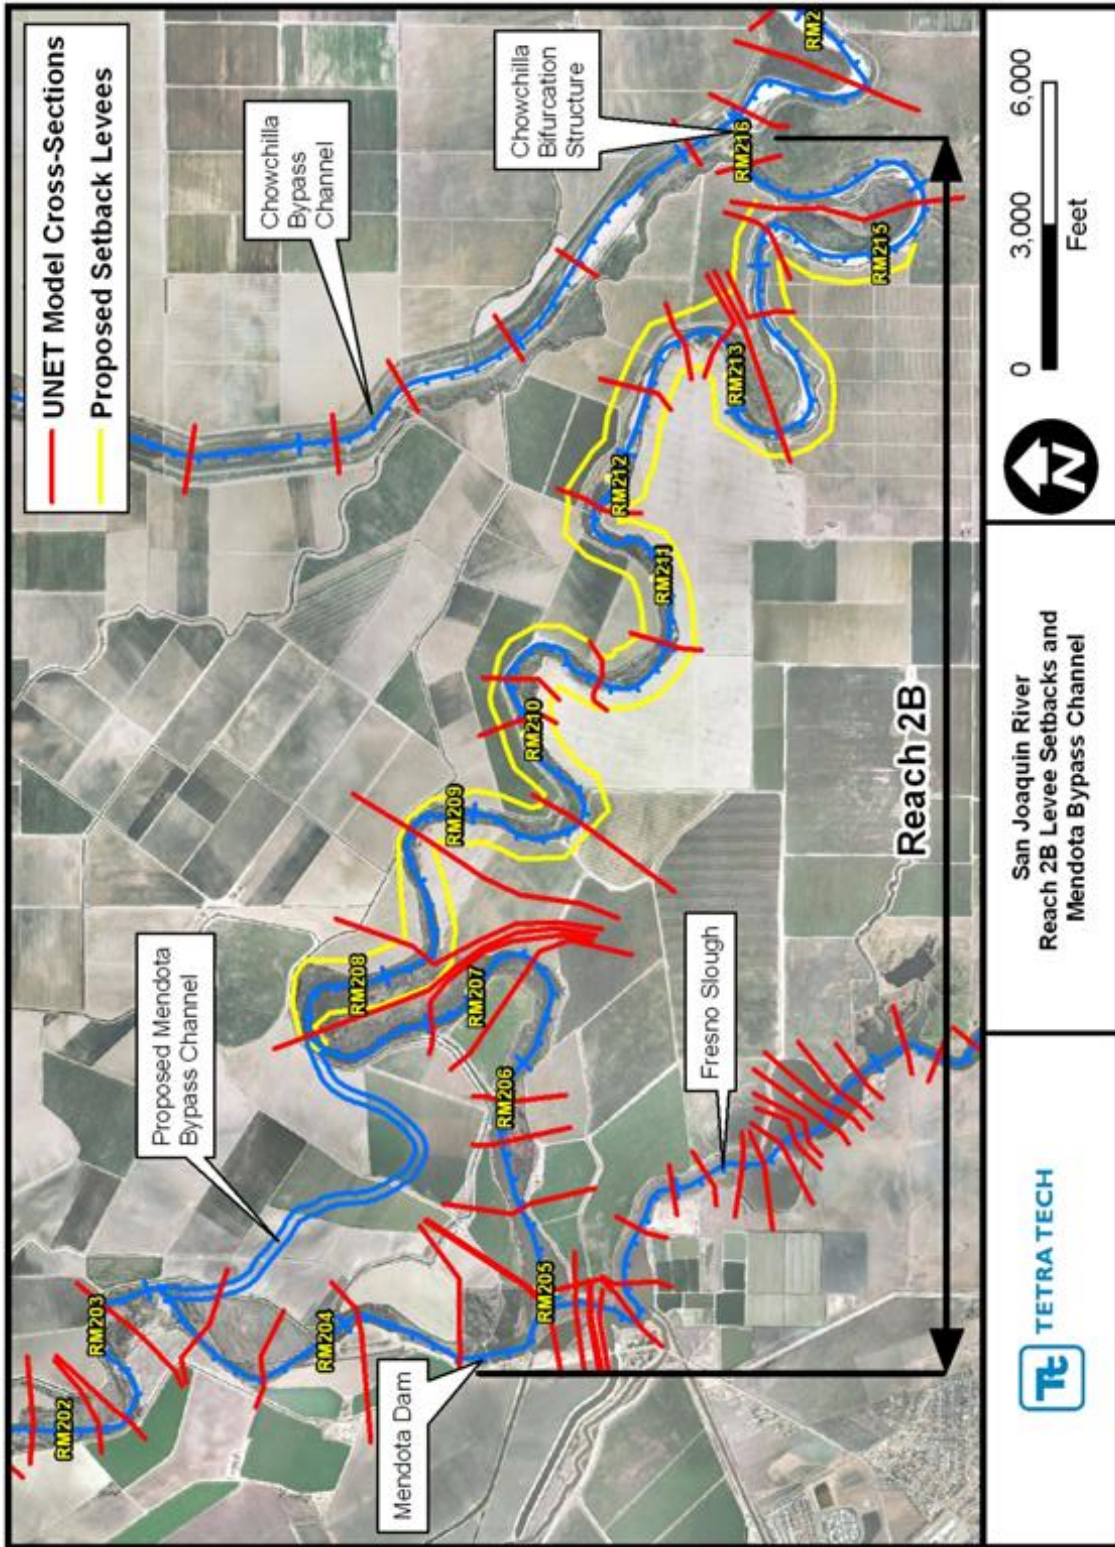 UNET Model Cross-Sections
Proposed Setback Levees
Chowchilla
Bypass
Channel
Chowchilla
Bifurcation
Structure
Proposed Mendota
Bypass Channel
Mendota Dam
Fresno Slough
RM202
RM203
RM204
RM205
RM206
RM207
RM208
RM209
RM210
RM211
RM212
RM213
RM215
RM216
RM2
Reach 2B
TETRA TECH
San Joaquin River
Reach 2B Levee Setbacks and
Mendota Bypass Channel
N
0 3,000 6,000
Feet